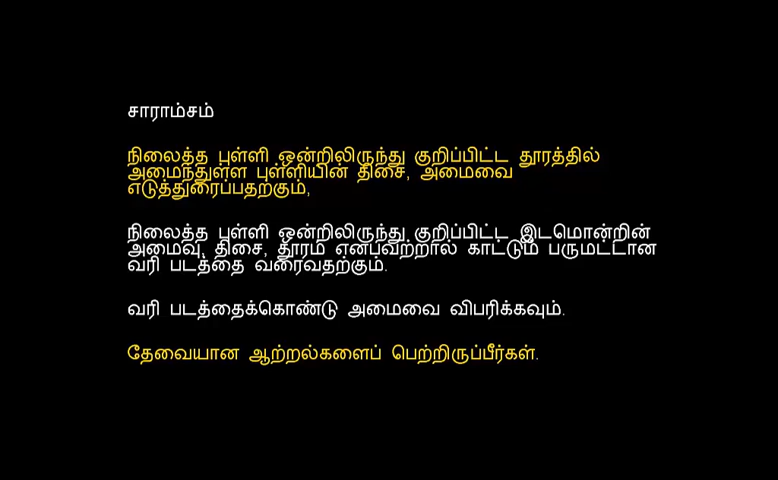 சாராம்சம்
நிலைத்த புள்ளி ஒன்றிலிருந்து குறிப்பிட்ட தூரத்தில்
அமைந்துள்ள புள்ளியின் திசை, அமைவை
எடுத்துரைப்பதற்கும்,
நிலைத்த புள்ளி ஒன்றிலிருந்து குறிப்பிட்ட இடமொன்றின்
அமைவு, திசை, தூரம் என்பவற்றால் காட்டும் பருமட்டான
வரி படத்தை வரைவதற்கும்.
வரி படத்தைக்கொண்டு அமைவை விபரிக்கவும்.
தேவையான ஆற்றல்களைப் பெற்றிருப்பீர்கள்.